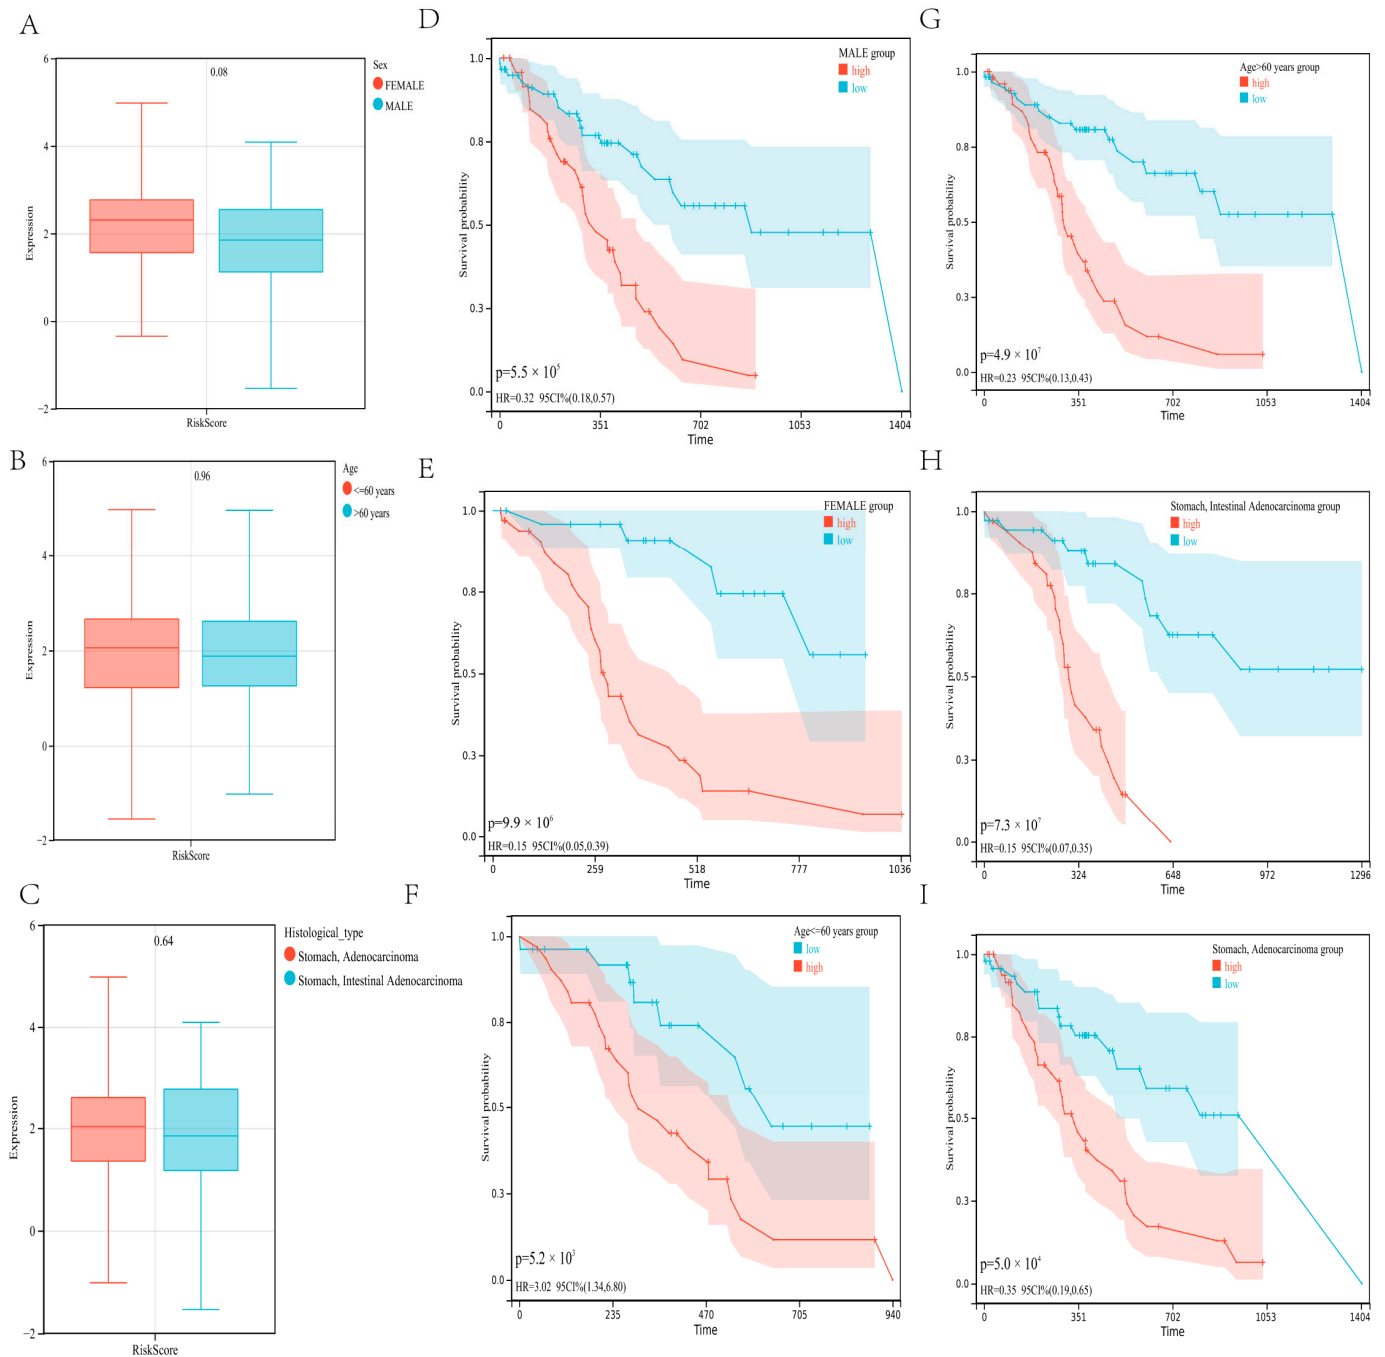 A
6
4
2
0
−2
Expression
0.08
RiskScore
Sex
FEMALE
MALE
B
6
4
2
0
−2
Expression
0.96
RiskScore
Age
<=60 years
>60 years
C
6
4
2
0
−2
Expression
0.64
RiskScore
Histological_type
Stomach, Adenocarcinoma
Stomach, Intestinal Adenocarcinoma
D
MALE group
high
low
1.0
0.8
0.5
0.3
0.0
Survival probability
p=5.5 × 10⁵
HR=0.32 95CI%(0.18,0.57)
0 351 702 1053 1404
Time
E
FEMALE group
high
low
1.0
0.8
0.5
0.3
0.0
Survival probability
p=9.9 × 10⁶
HR=0.15 95CI%(0.05,0.39)
0 259 518 777 1036
Time
F
Age<=60 years group
low
high
1.0
0.8
0.5
0.3
0.0
Survival probability
p=5.2 × 10³
HR=3.02 95CI%(1.34,6.80)
0 235 470 705 940
Time
G
Age>60 years group
high
low
1.0
0.8
0.5
0.3
0.0
Survival probability
p=4.9 × 10⁷
HR=0.23 95CI%(0.13,0.43)
0 351 702 1053 1404
Time
H
Stomach, Intestinal Adenocarcinoma group
high
low
1.0
0.8
0.5
0.3
0.0
Survival probability
p=7.3 × 10⁷
HR=0.15 95CI%(0.07,0.35)
0 324 648 972 1296
Time
I
Stomach, Adenocarcinoma group
high
low
1.0
0.8
0.5
0.3
0.0
Survival probability
p=5.0 × 10⁴
HR=0.35 95CI%(0.19,0.65)
0 351 702 1053 1404
Time